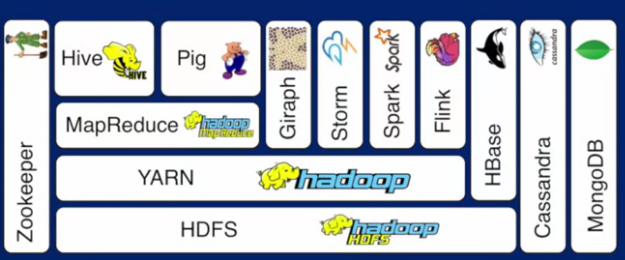 Zookeeper
Hive
HIVE
Pig
MapReduce
hadoop
MapReduce
Giraph
Storm
Spark
Spark
Flink
HBase
cassandra
Cassandra
MongoDB
YARN
hadoop
HDFS
hadoop
HDFS